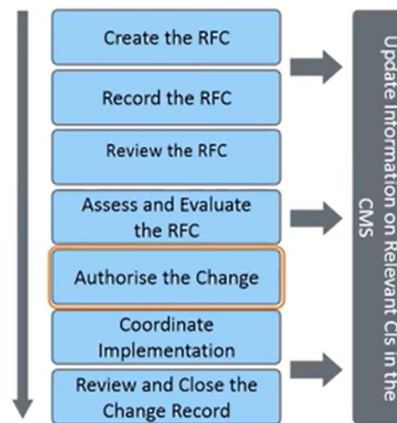 Create the RFC
Record the RFC
Review the RFC
Assess and Evaluate
the RFC
Authorise the Change
Coordinate
Implementation
Review and Close the
Change Record
Update Information on Relevant CIs in the
CMS